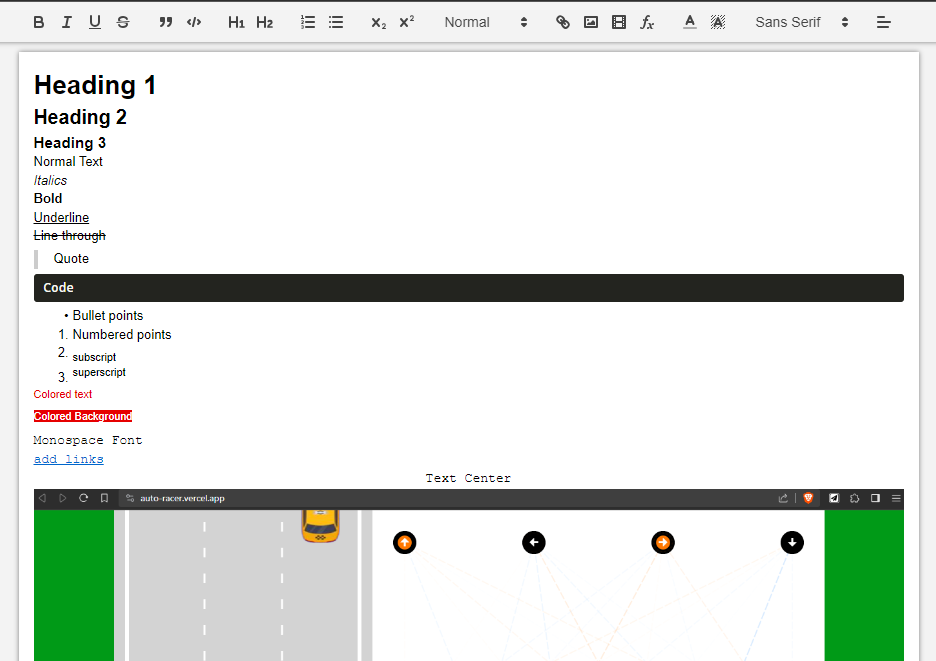 B I U S H1 H2 X2 X2 Normal fx A A Sans Serif
Heading 1
Heading 2
Heading 3
Normal Text
Italics
Bold
Underline
Line through
Quote
Code
• Bullet points
1. Numbered points
2. subscript
3. superscript
Colored text
Colored Background
Monospace Font
add links
Text Center
auto-racer.vercel.app